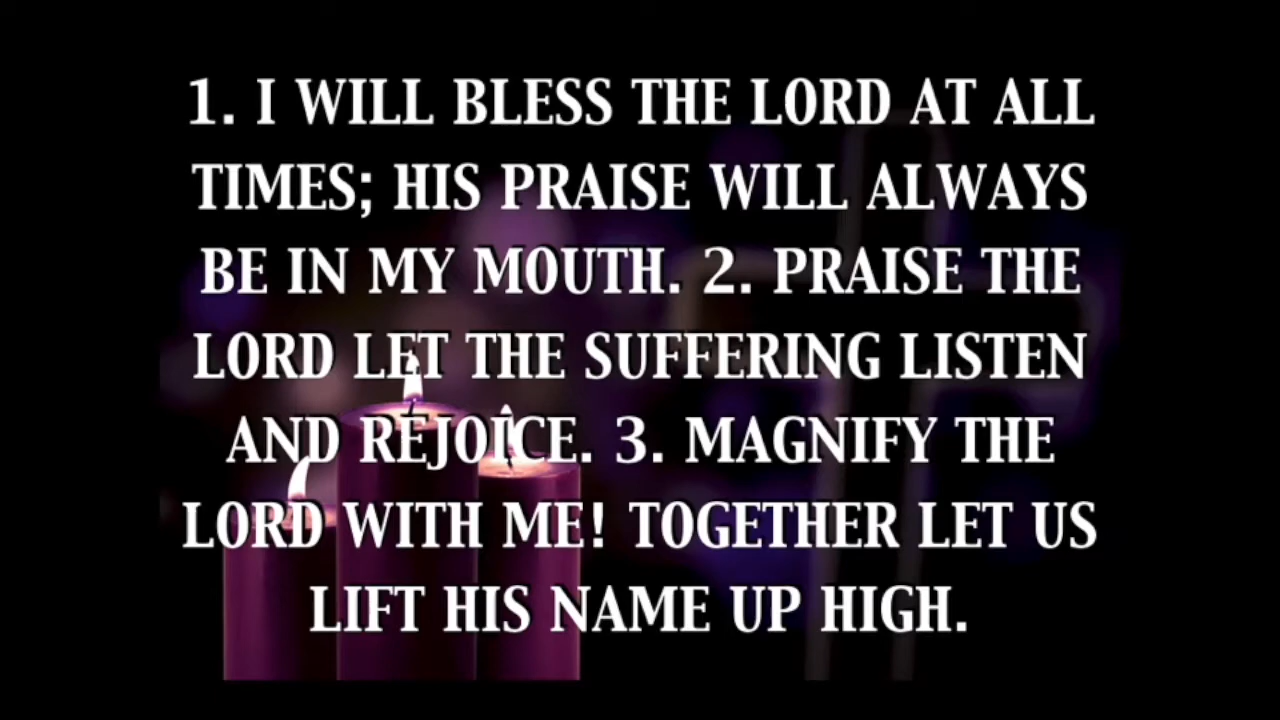 1. I WILL BLESS THE LORD AT ALL
TIMES; HIS PRAISE WILL ALWAYS
BE IN MY MOUTH. 2. PRAISE THE
LORD LET THE SUFFERING LISTEN
AND REJOICE. 3. MAGNIFY THE
LORD WITH ME! TOGETHER LET US
LIFT HIS NAME UP HIGH.